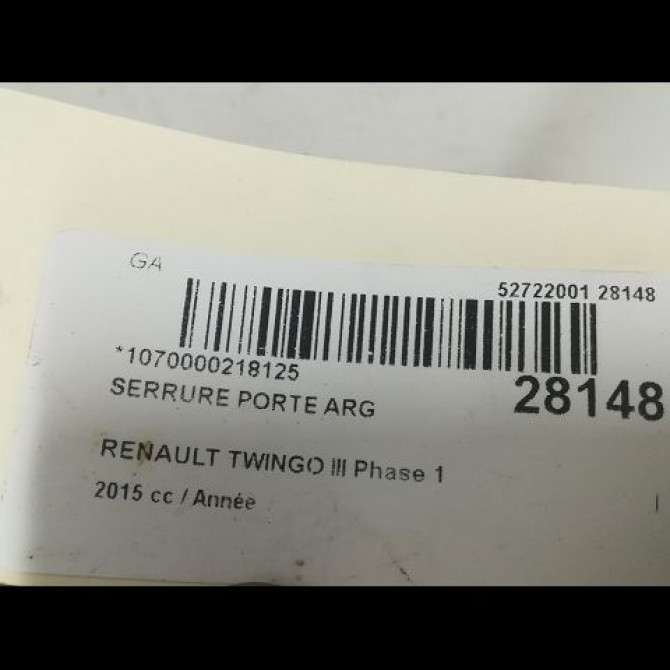 GA
52722001 28148
*1070000218125
28148
SERRURE PORTE ARG
RENAULT TWINGO III Phase 1
2015 cc / Année